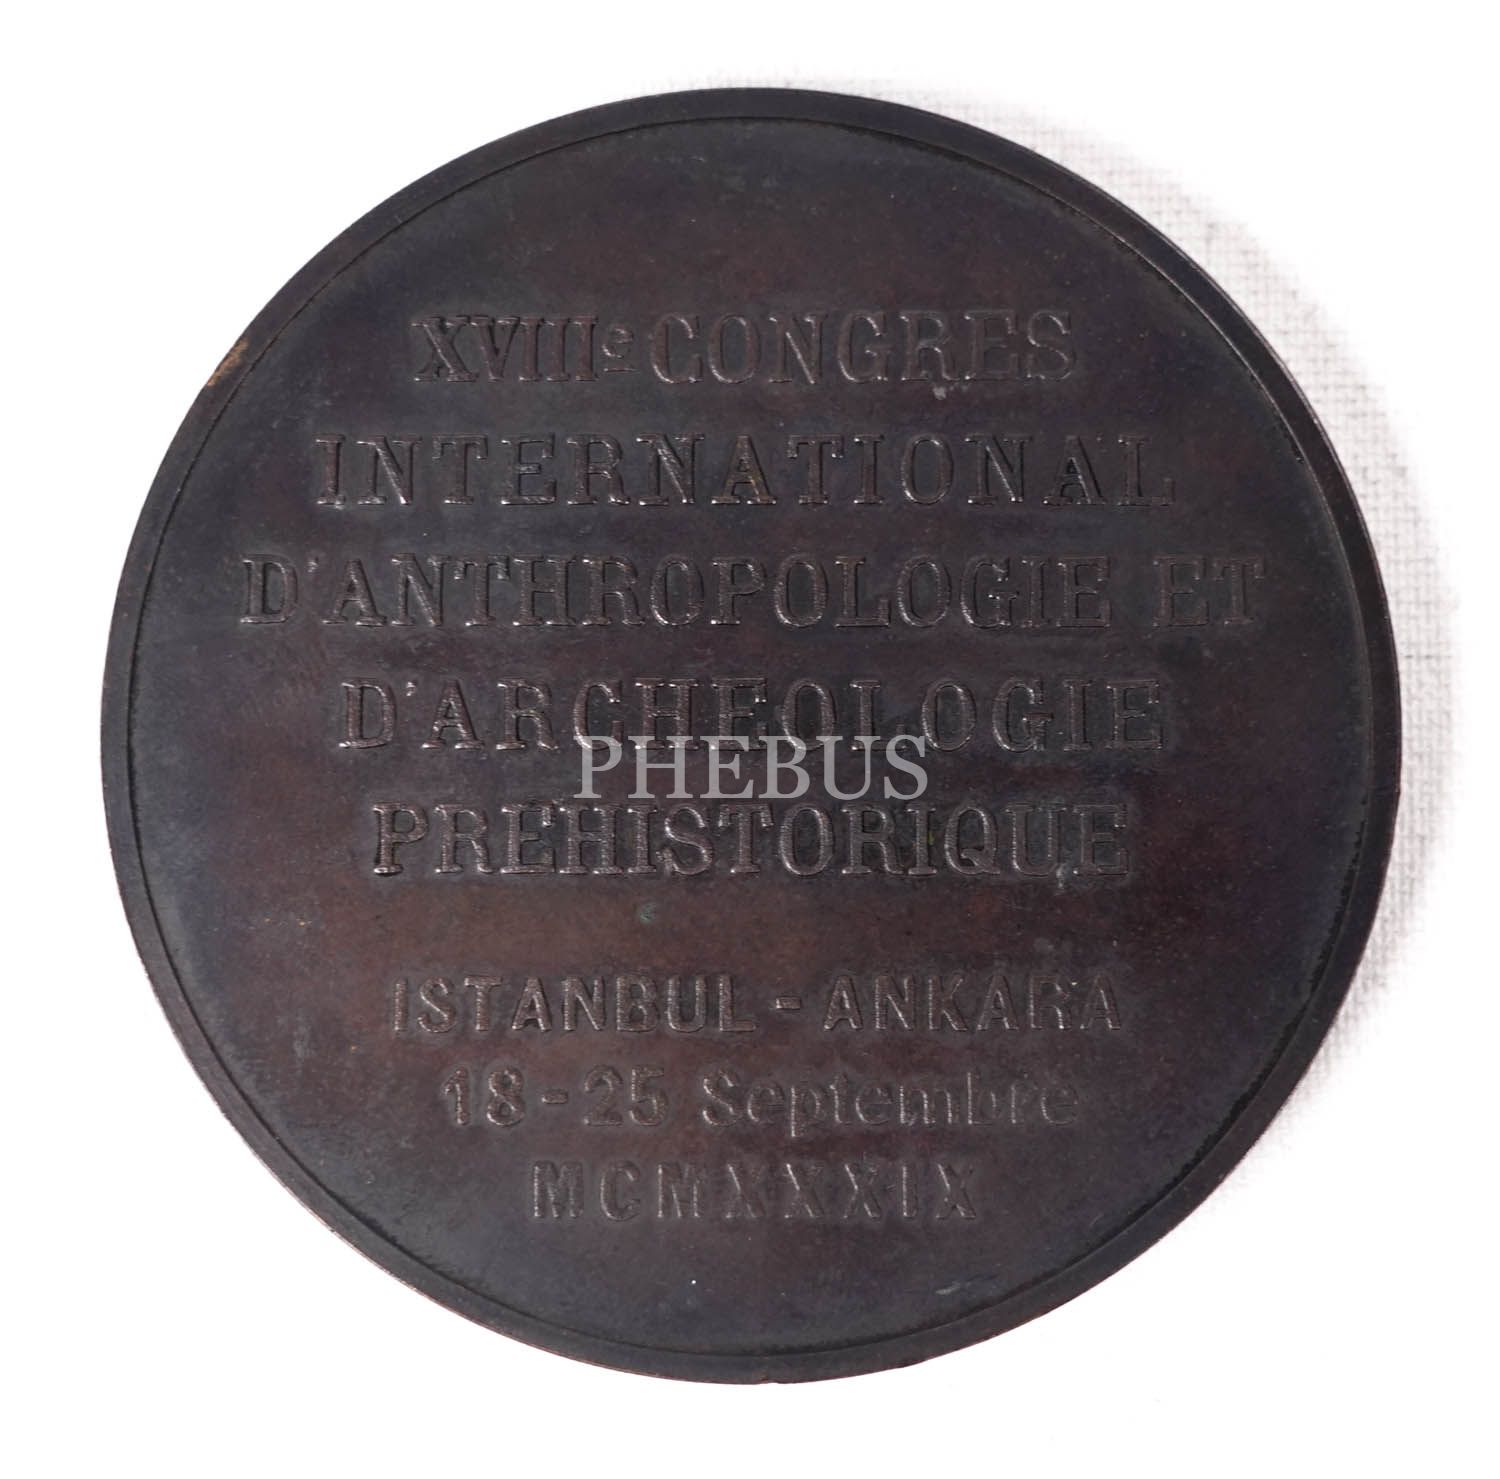 XVIIIe CONGRES
INTERNATIONAL
D'ANTHROPOLOGIE ET
D'ARCHEOLOGIE
PHEBUS
PREHISTORIQUE
ISTANBUL - ANKARA
18 - 25 Septembre
MCMXXXIX